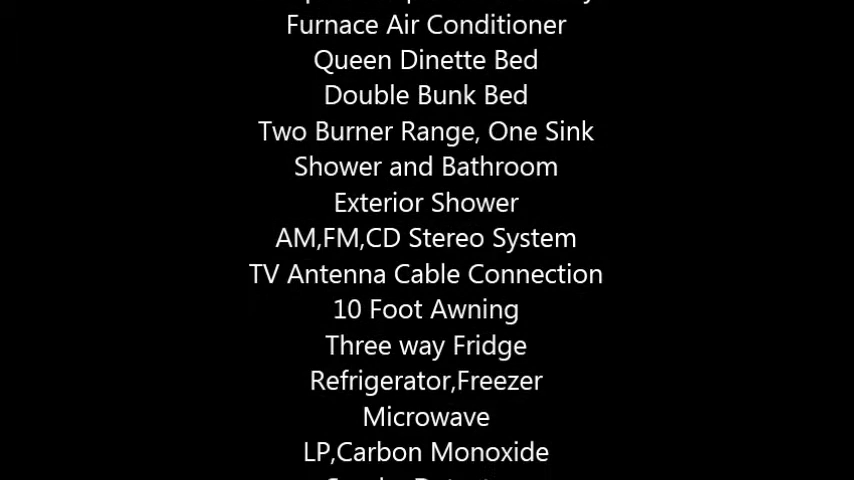 Furnace Air Conditioner
Queen Dinette Bed
Double Bunk Bed
Two Burner Range, One Sink
Shower and Bathroom
Exterior Shower
AM,FM,CD Stereo System
TV Antenna Cable Connection
10 Foot Awning
Three way Fridge
Refrigerator,Freezer
Microwave
LP,Carbon Monoxide